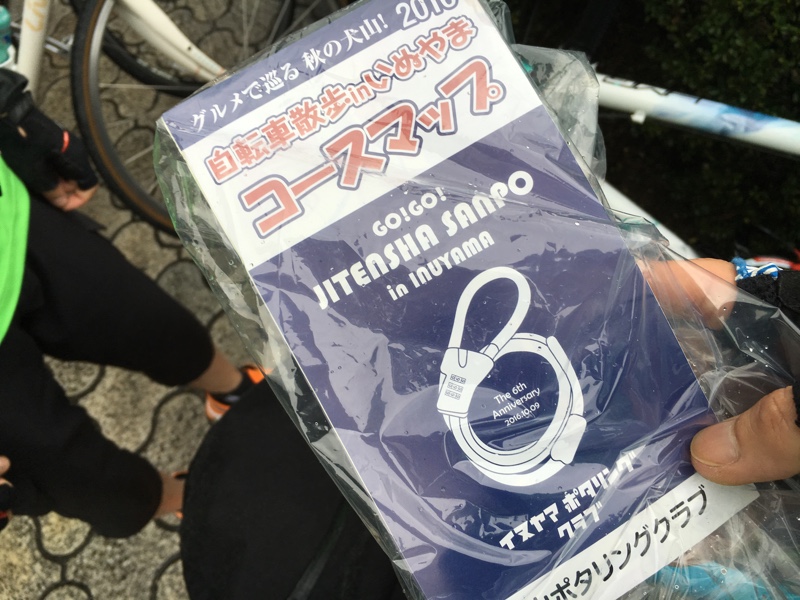 グルメで巡る 秋の犬山! 2016
自転車散歩inいぬやま
コースマップ
GO!GO!
JITENSHA SANPO
in INUYAMA
The 6th
Anniversary
2016.10.09
イヌヤマ ポタリング
クラブ
山ポタリングクラブ